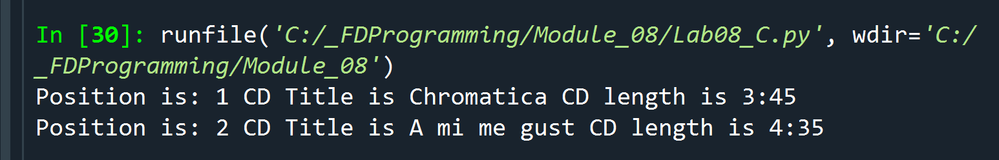 In [30]: runfile('C:/_FDProgramming/Module_08/Lab08_C.py', wdir='C:/
_FDProgramming/Module_08')
Position is: 1 CD Title is Chromatica CD length is 3:45
Position is: 2 CD Title is A mi me gust CD length is 4:35